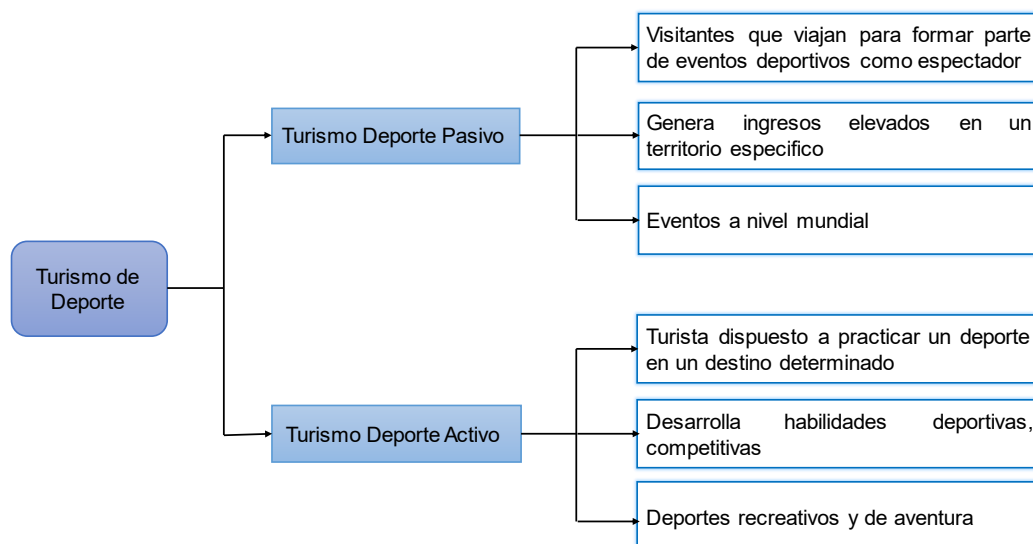 Turismo de
Deporte
Turismo Deporte Pasivo
Visitantes que viajan para formar parte
de eventos deportivos como espectador
Genera ingresos elevados en un
territorio especifico
Eventos a nivel mundial
Turismo Deporte Activo
Turista dispuesto a practicar un deporte
en un destino determinado
Desarrolla habilidades deportivas,
competitivas
Deportes recreativos y de aventura